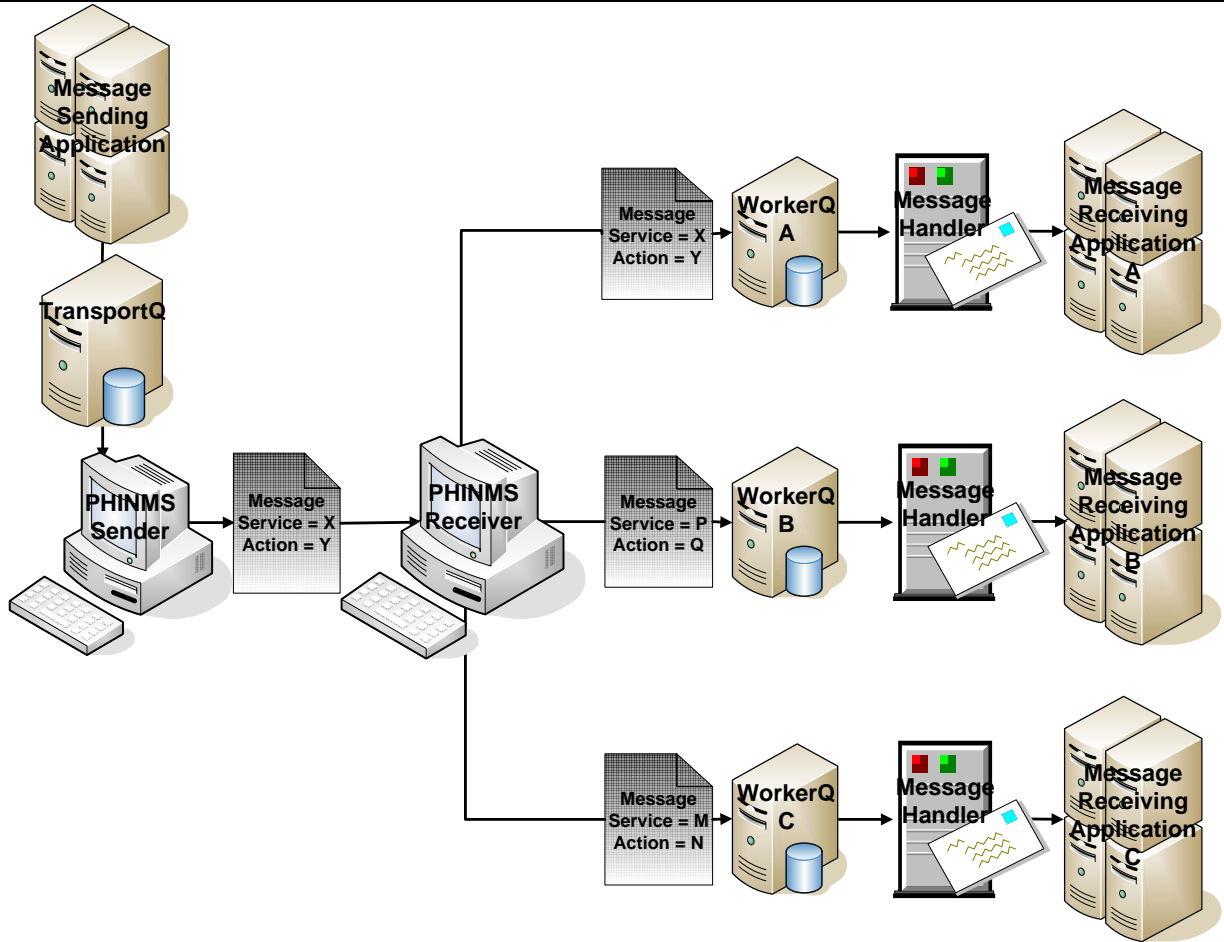 Message
Sending
Application
TransportQ
PHINMS
Sender
Message
Service = X
Action = Y
PHINMS
Receiver
Message
Service = X
Action = Y
WorkerQ
A
Message
Handler
Message
Receiving
Application
A
Message
Service = P
Action = Q
WorkerQ
B
Message
Handler
Message
Receiving
Application
B
Message
Service = M
Action = N
WorkerQ
C
Message
Handler
Message
Receiving
Application
C